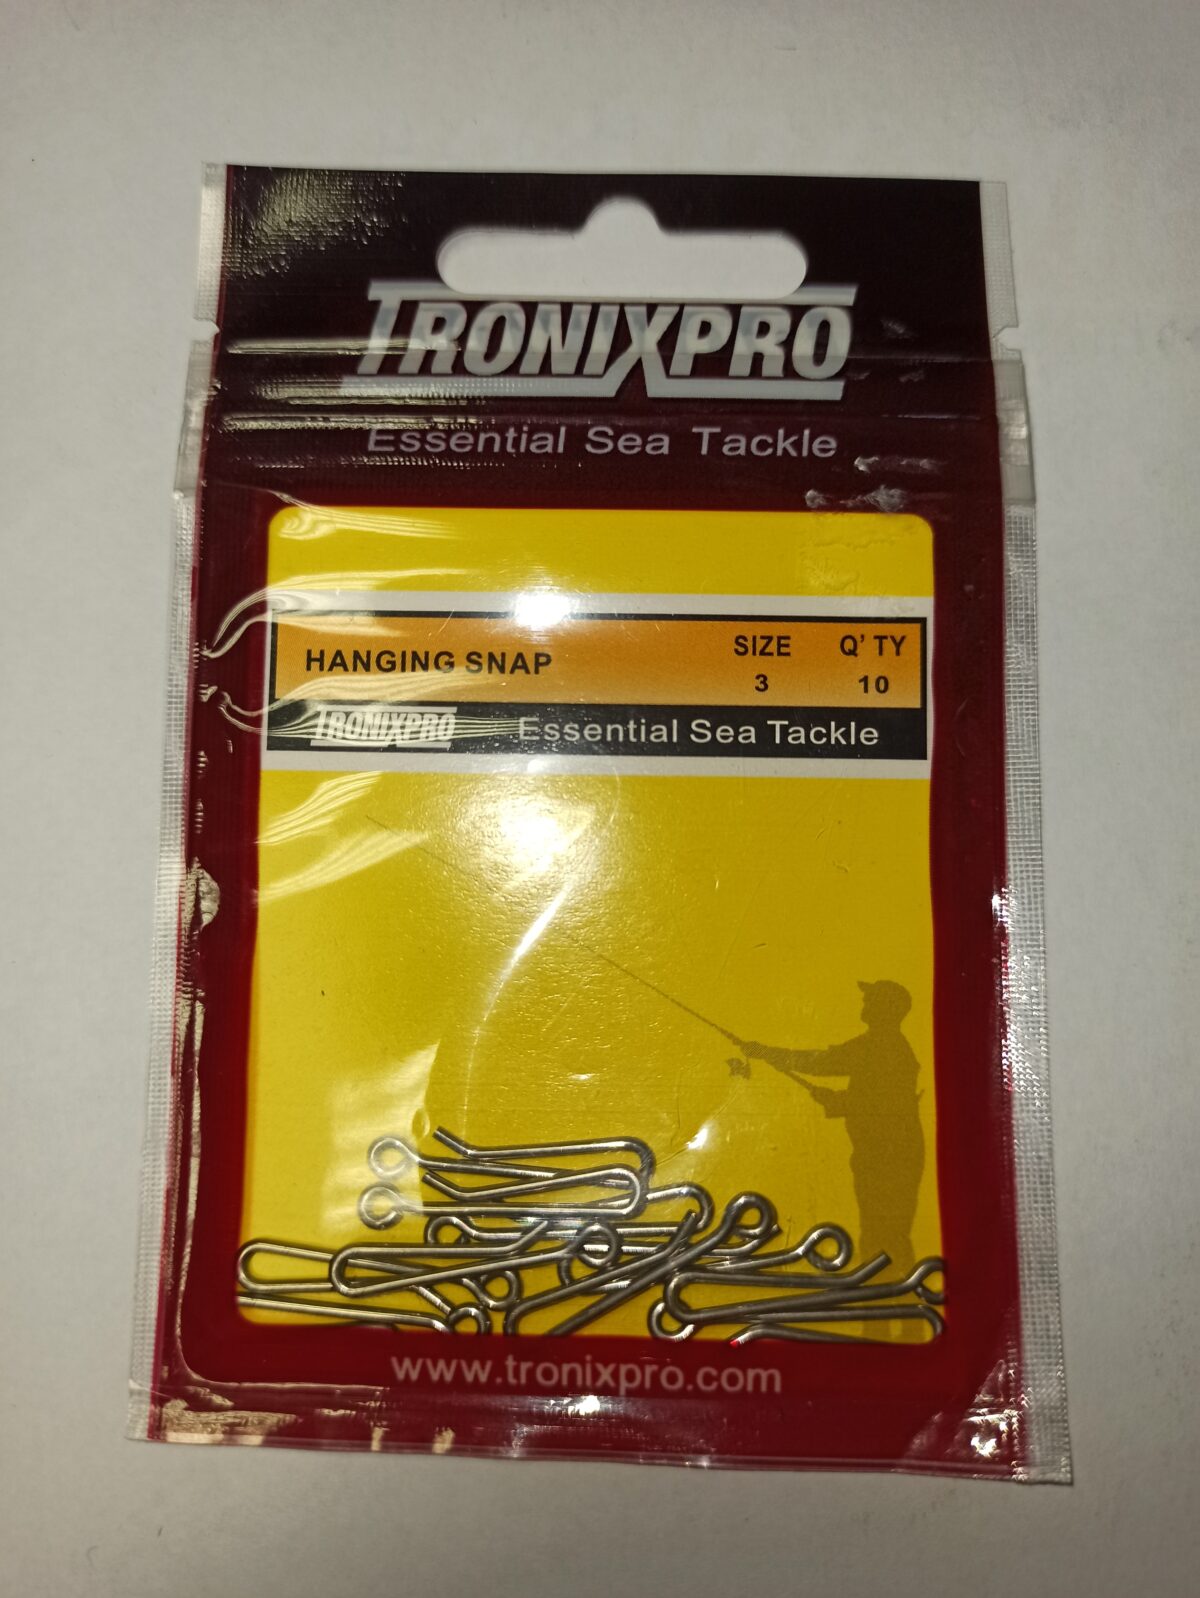 TRONIXPRO
Essential Sea Tackle
HANGING SNAP
SIZE Q' TY
3 10
TRONIXPRO Essential Sea Tackle
www.tronixpro.com